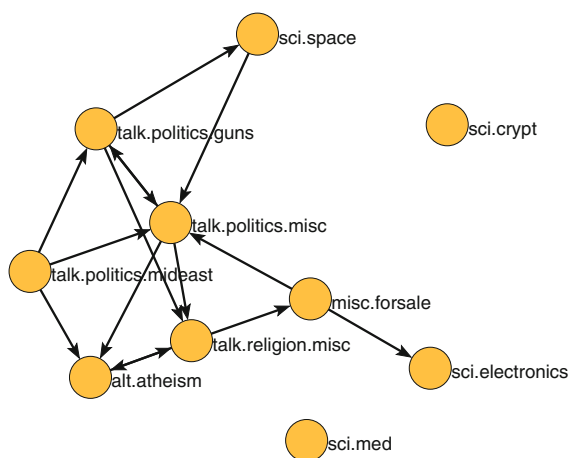 sci.space
sci.crypt
talk.politics.guns
talk.politics.misc
talk.politics.mideast
misc.forsale
talk.religion.misc
sci.electronics
alt.atheism
sci.med